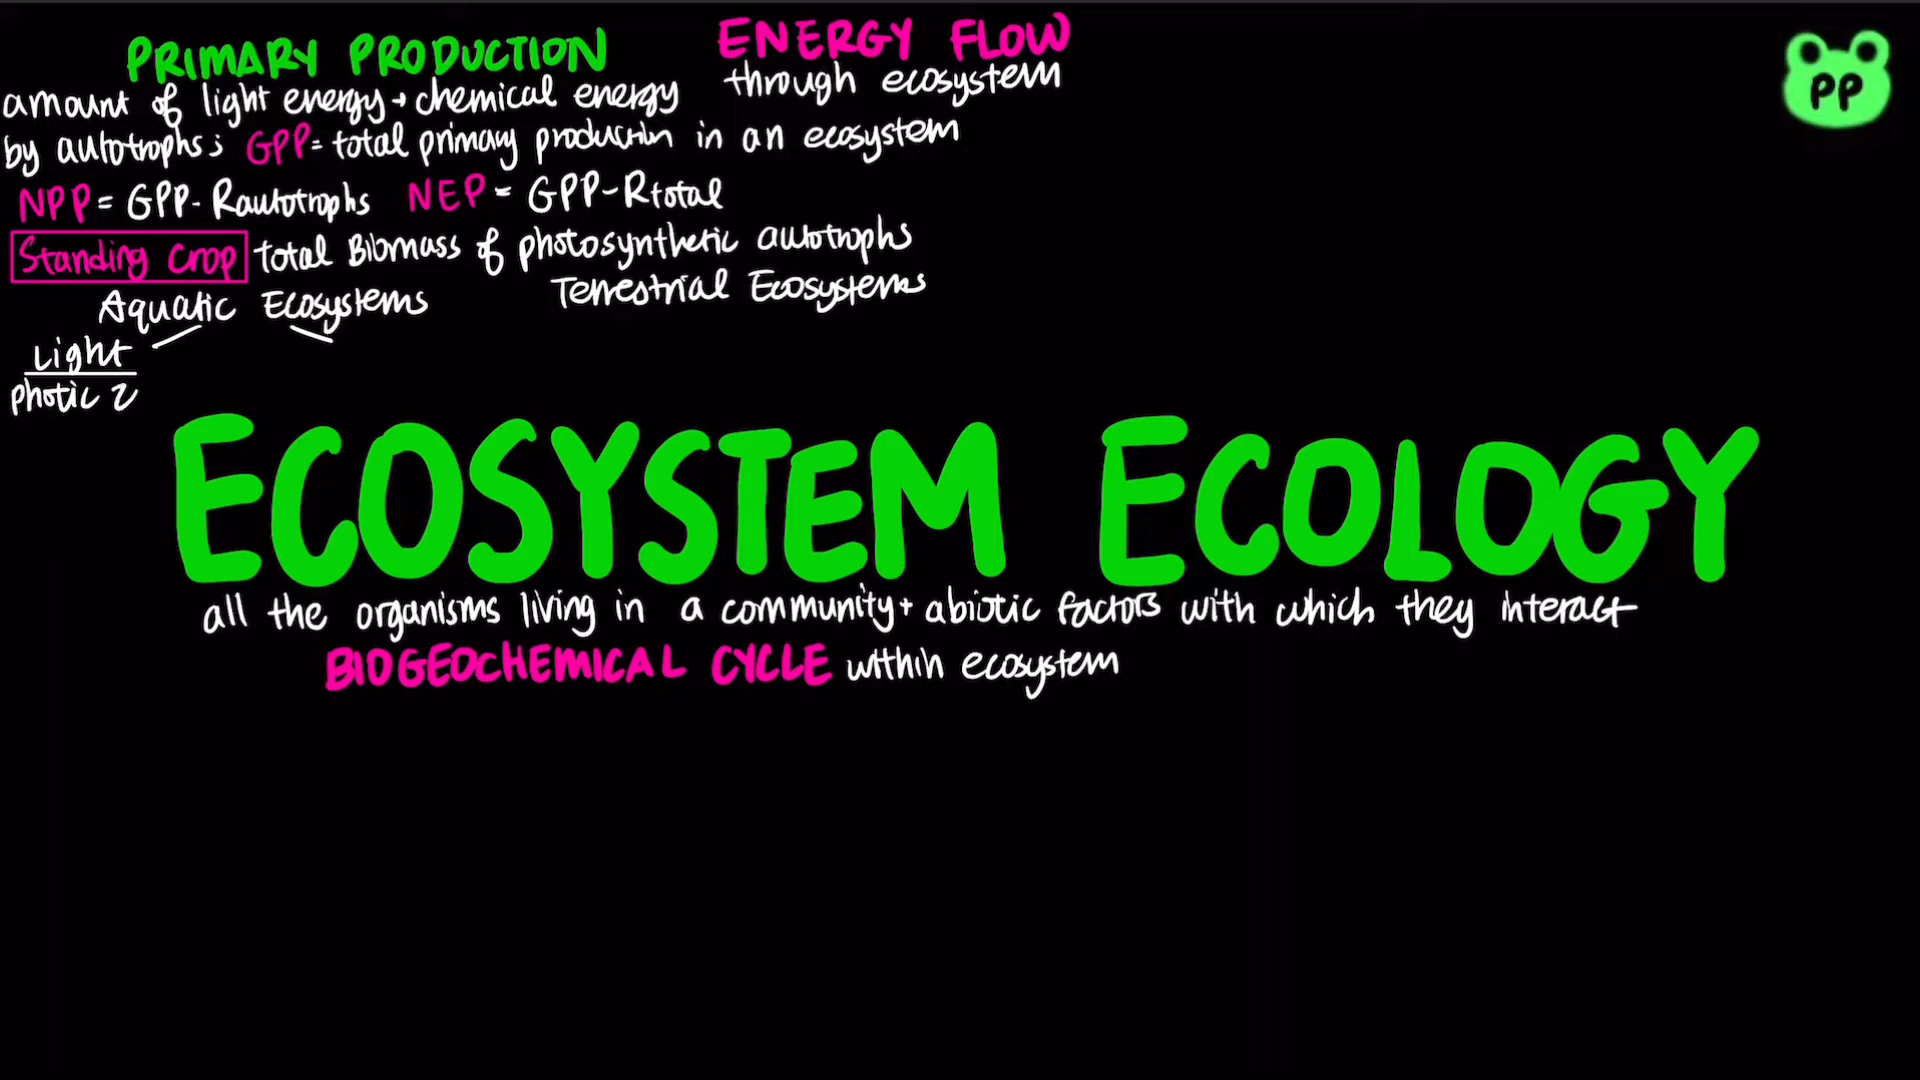 PRIMARY PRODUCTION
amount of light energy → chemical energy
by autotrophs; GPP = total primary production in an ecosystem
NPP = GPP - Rautotrophs NEP = GPP - Rtotal
Standing crop total Biomass of photosynthetic autotrophs
Aquatic Ecosystems Terrestrial Ecosystems
Light
photic z
ENERGY FLOW
through ecosystem
PP
ECOSYSTEM ECOLOGY
all the organisms living in a community + abiotic factors with which they interact
BIOGEOCHEMICAL CYCLE within ecosystem